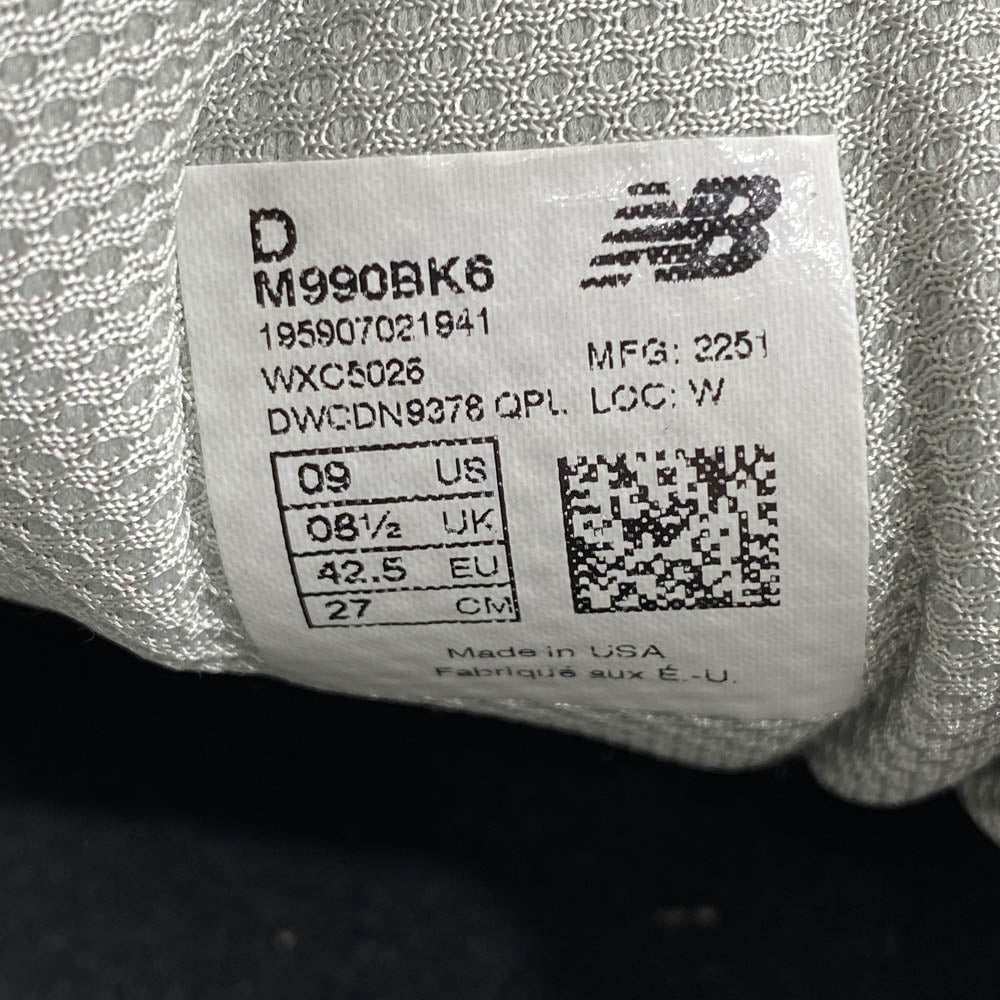 D
NB
M990BK6
195907021941
WXC5026
MFG: 2251
DWCDN9378 QPL
LOC: W
09 US
08½ UK
42.5 EU
27 CM
Made in USA
Fabriqué aux É.-U.